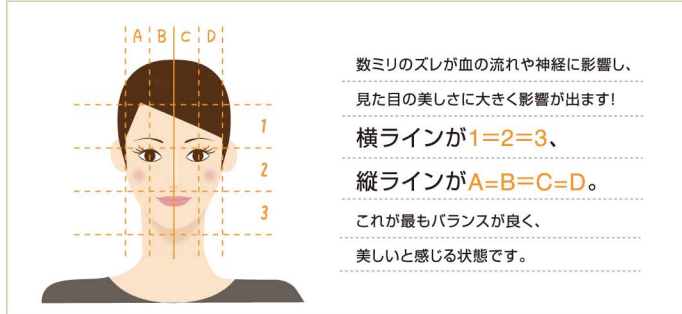 A B C D
1
2
3
数ミリのズレが血の流れや神経に影響し、
見た目の美しさに大きく影響が出ます!
横ラインが1=2=3、
縦ラインがA=B=C=D。
これが最もバランスが良く、
美しいと感じる状態です。